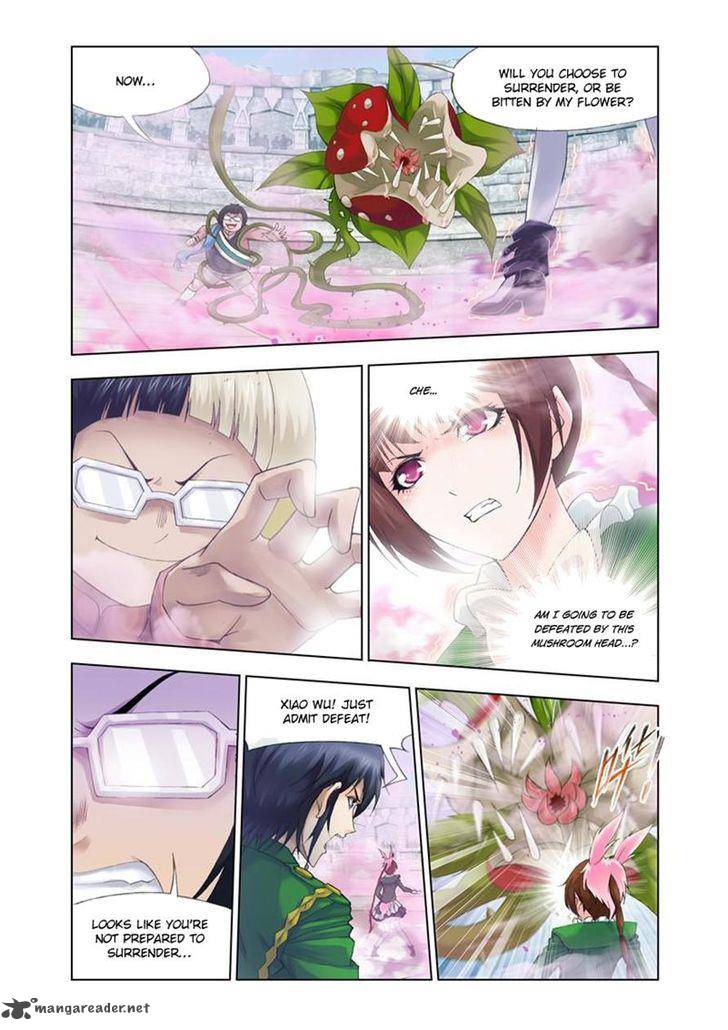 NOW...
WILL YOU CHOOSE TO
SURRENDER, OR BE
BITTEN BY MY FLOWER?
CHE...
AM I GOING TO BE
DEFEATED BY THIS
MUSHROOM HEAD...?
LOOKS LIKE YOU'RE
NOT PREPARED TO
SURRENDER...
XIAO WU! JUST
ADMIT DEFEAT!
mangareader.net